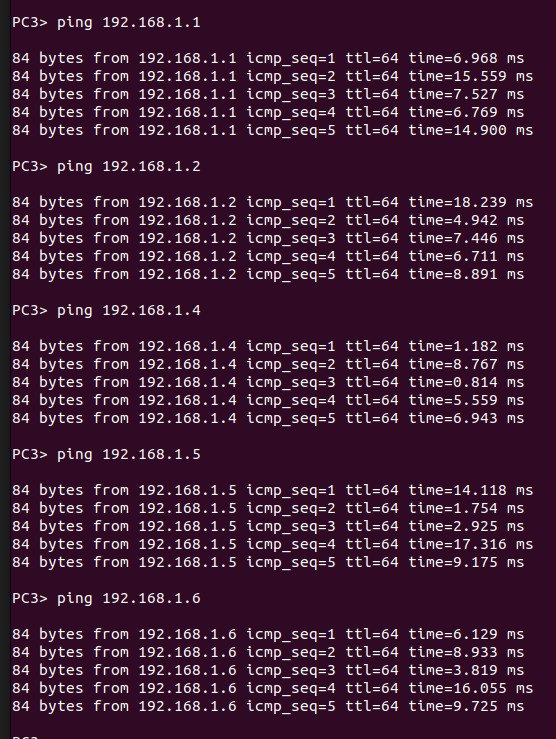 PC3> ping 192.168.1.1
84 bytes from 192.168.1.1 icmp_seq=1 ttl=64 time=6.968 ms
84 bytes from 192.168.1.1 icmp_seq=2 ttl=64 time=15.559 ms
84 bytes from 192.168.1.1 icmp_seq=3 ttl=64 time=7.527 ms
84 bytes from 192.168.1.1 icmp_seq=4 ttl=64 time=6.769 ms
84 bytes from 192.168.1.1 icmp_seq=5 ttl=64 time=14.900 ms
PC3> ping 192.168.1.2
84 bytes from 192.168.1.2 icmp_seq=1 ttl=64 time=18.239 ms
84 bytes from 192.168.1.2 icmp_seq=2 ttl=64 time=4.942 ms
84 bytes from 192.168.1.2 icmp_seq=3 ttl=64 time=7.446 ms
84 bytes from 192.168.1.2 icmp_seq=4 ttl=64 time=6.711 ms
84 bytes from 192.168.1.2 icmp_seq=5 ttl=64 time=8.891 ms
PC3> ping 192.168.1.4
84 bytes from 192.168.1.4 icmp_seq=1 ttl=64 time=1.182 ms
84 bytes from 192.168.1.4 icmp_seq=2 ttl=64 time=8.767 ms
84 bytes from 192.168.1.4 icmp_seq=3 ttl=64 time=0.814 ms
84 bytes from 192.168.1.4 icmp_seq=4 ttl=64 time=5.559 ms
84 bytes from 192.168.1.4 icmp_seq=5 ttl=64 time=6.943 ms
PC3> ping 192.168.1.5
84 bytes from 192.168.1.5 icmp_seq=1 ttl=64 time=14.118 ms
84 bytes from 192.168.1.5 icmp_seq=2 ttl=64 time=1.754 ms
84 bytes from 192.168.1.5 icmp_seq=3 ttl=64 time=2.925 ms
84 bytes from 192.168.1.5 icmp_seq=4 ttl=64 time=17.316 ms
84 bytes from 192.168.1.5 icmp_seq=5 ttl=64 time=9.175 ms
PC3> ping 192.168.1.6
84 bytes from 192.168.1.6 icmp_seq=1 ttl=64 time=6.129 ms
84 bytes from 192.168.1.6 icmp_seq=2 ttl=64 time=8.933 ms
84 bytes from 192.168.1.6 icmp_seq=3 ttl=64 time=3.819 ms
84 bytes from 192.168.1.6 icmp_seq=4 ttl=64 time=16.055 ms
84 bytes from 192.168.1.6 icmp_seq=5 ttl=64 time=9.725 ms